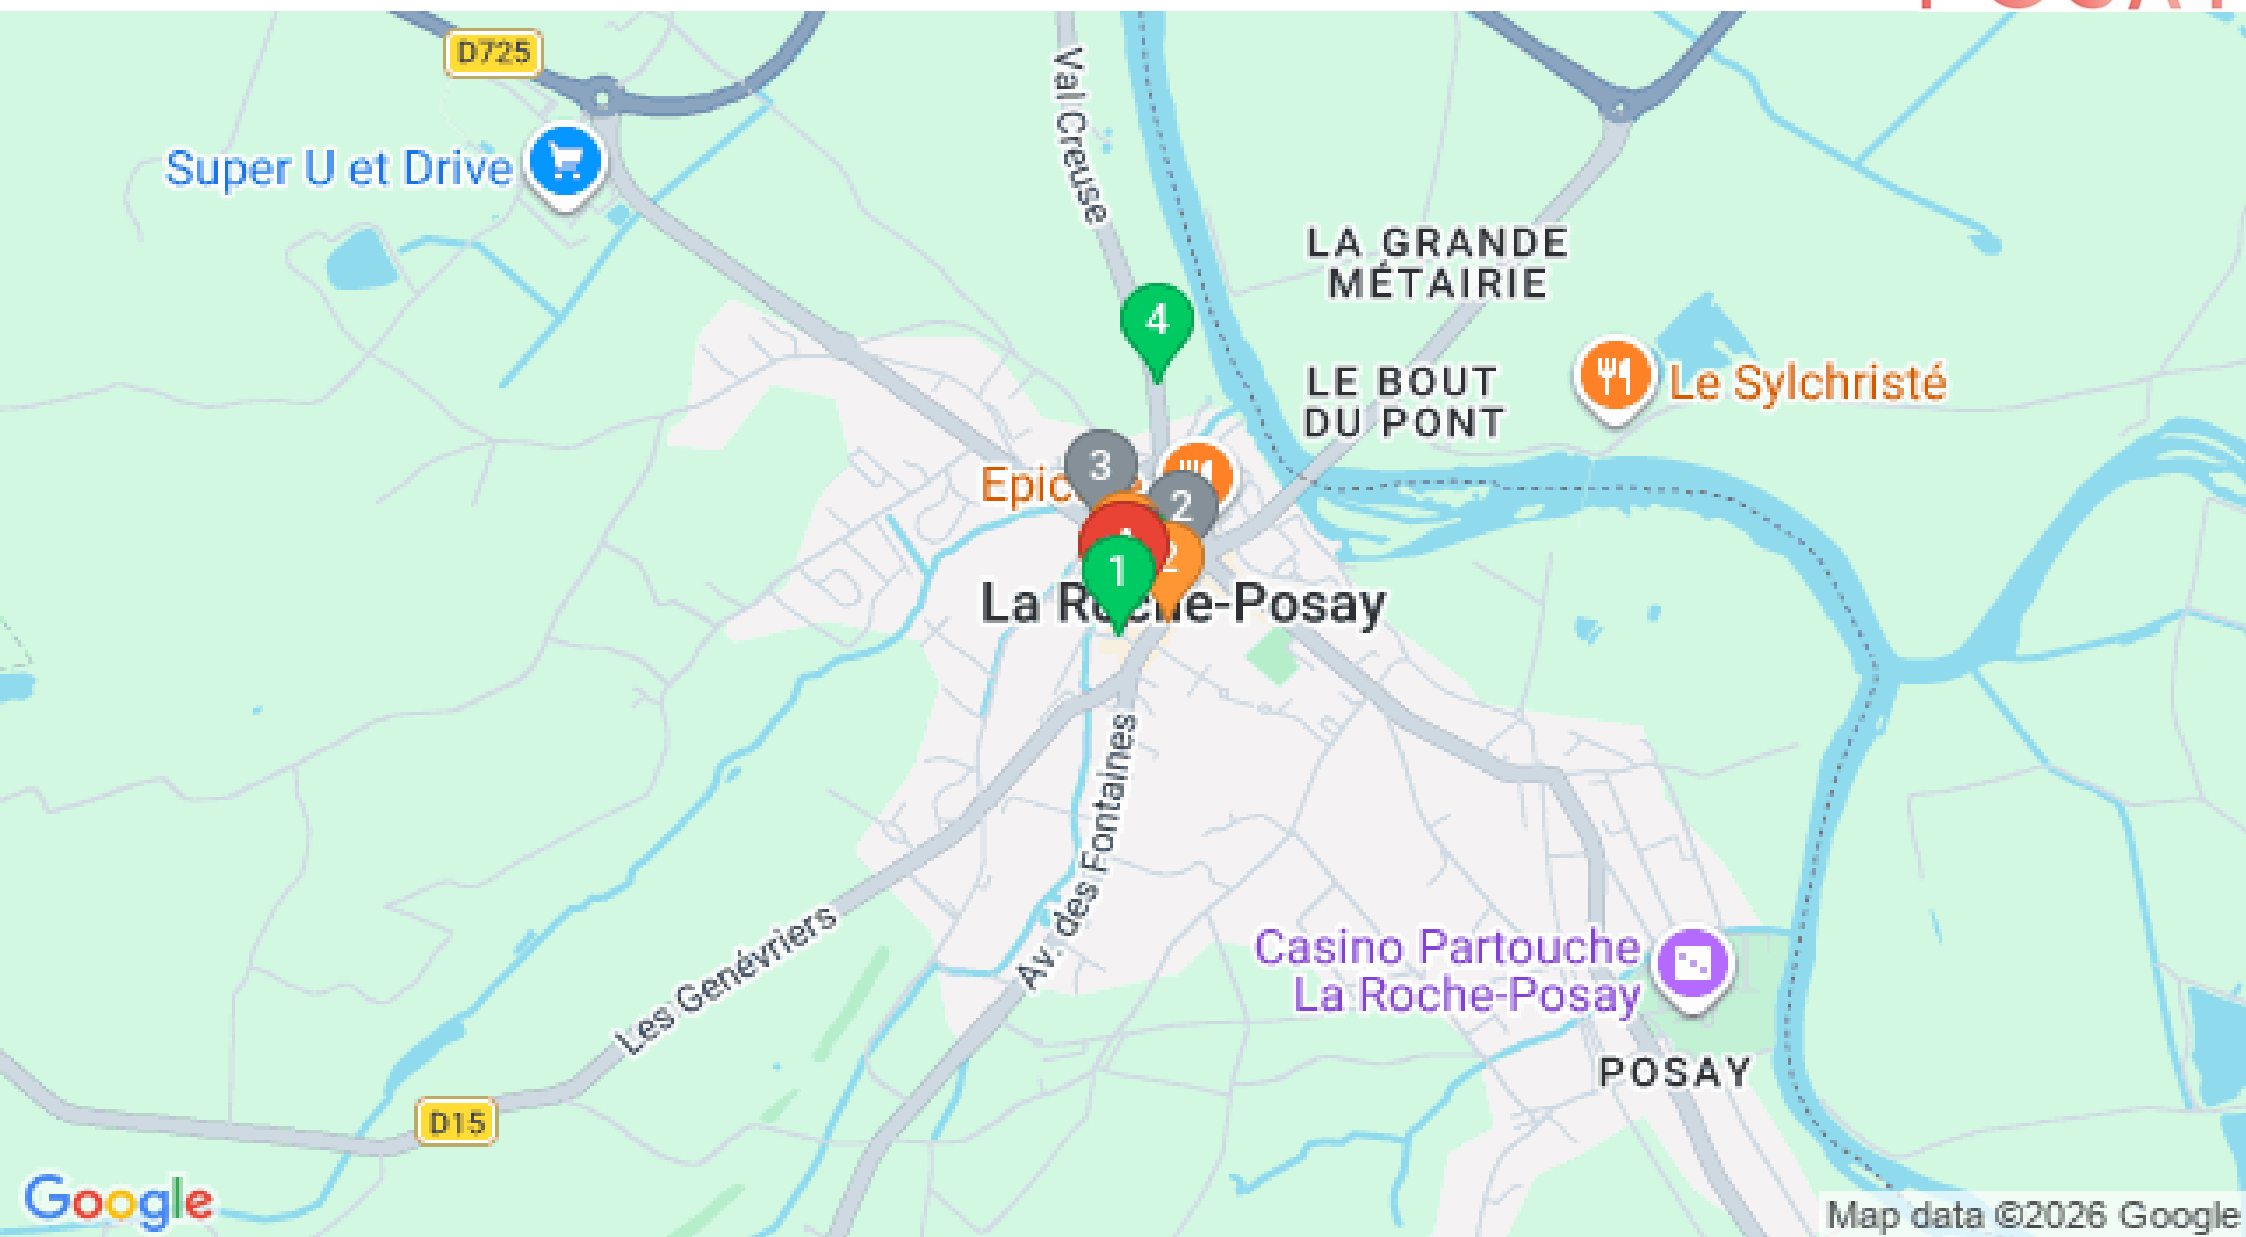 D725
Val Creuse
Super U et Drive
LA GRANDE
MÉTAIRIE
4
LE BOUT
DU PONT
Le Sylchristé
3
2
2
1
La Roche-Posay
Av. des Fontaines
Les Genévriers
Casino Partouche
La Roche-Posay
POSAY
D15
Google
Map data ©2026 Google